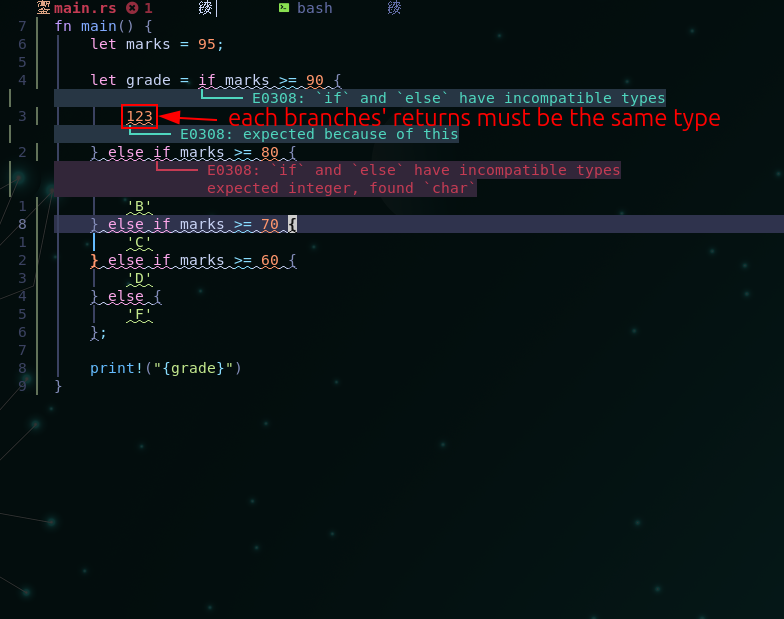 main.rs 1 bash
7 fn main() {
6 let marks = 95;
5
4 let grade = if marks >= 90 {
E0308: `if` and `else` have incompatible types
3 123 each branches' returns must be the same type
E0308: expected because of this
2 } else if marks >= 80 {
E0308: `if` and `else` have incompatible types
expected integer, found `char`
1 'B'
8 } else if marks >= 70 {
1 'C'
2 } else if marks >= 60 {
3 'D'
4 } else {
5 'F'
6 };
7
8 print!("{grade}")
9 }